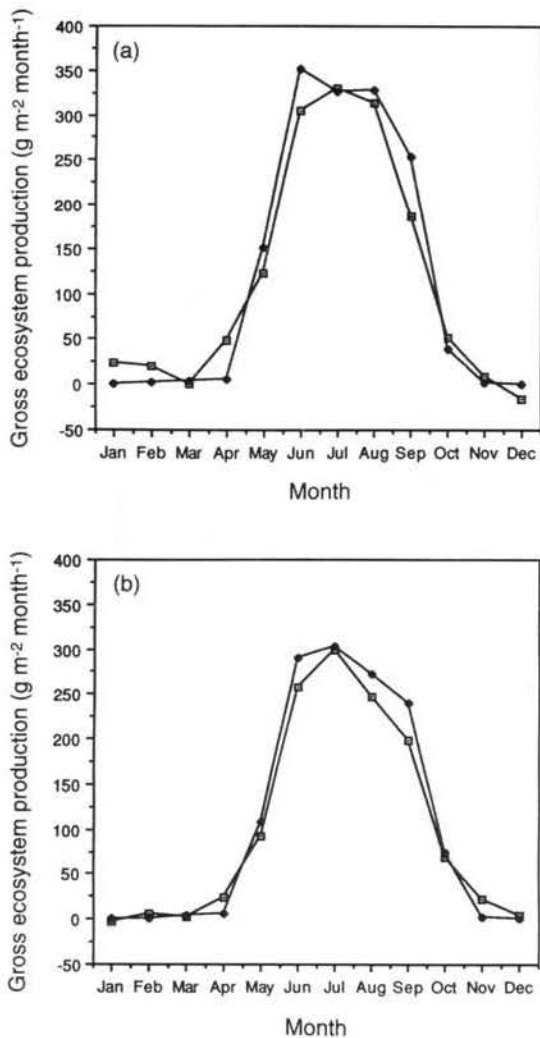 (a)
Gross ecosystem production (g m-2 month-1)
400
350
300
250
200
150
100
50
0
-50
Jan Feb Mar Apr May Jun Jul Aug Sep Oct Nov Dec
Month
(b)
Gross ecosystem production (g m-2 month-1)
400
350
300
250
200
150
100
50
0
-50
Jan Feb Mar Apr May Jun Jul Aug Sep Oct Nov Dec
Month